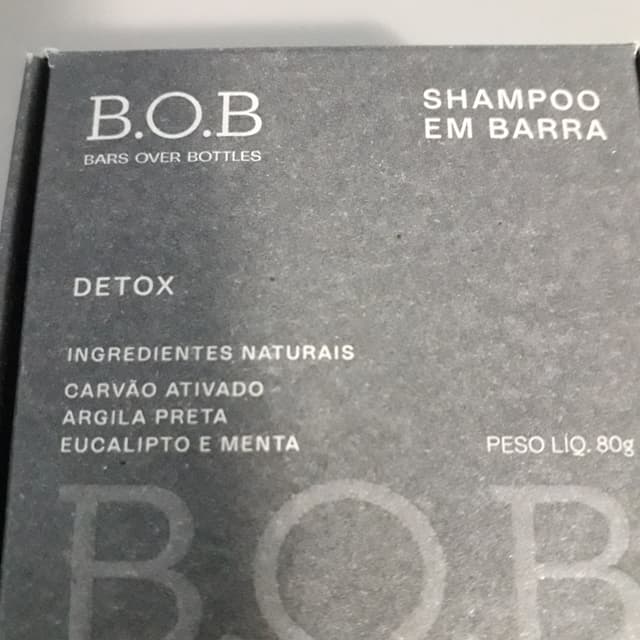 B.O.B
BARS OVER BOTTLES
SHAMPOO
EM BARRA
DETOX
INGREDIENTES NATURAIS
CARVÃO ATIVADO
ARGILA PRETA
EUCALIPTO E MENTA
PESO LÍQ. 80g
B.O.B